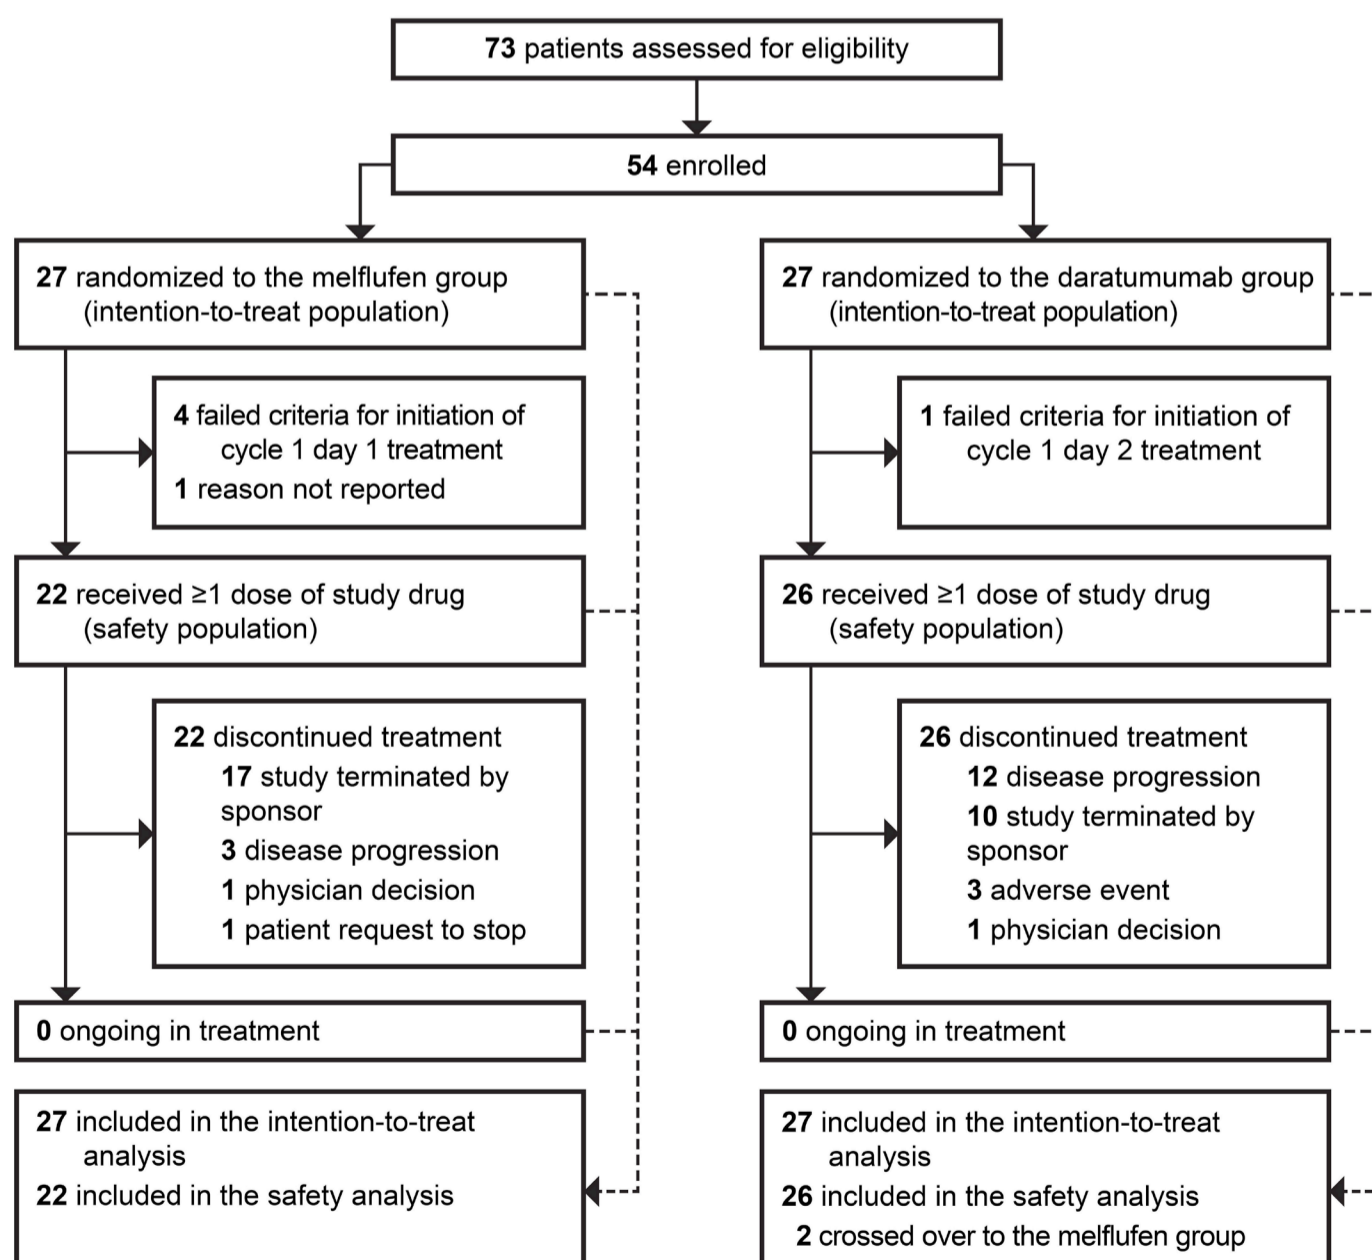 73 patients assessed for eligibility
54 enrolled
27 randomized to the melflufen group
(intention-to-treat population)
4 failed criteria for initiation of
cycle 1 day 1 treatment
1 reason not reported
22 received ≥1 dose of study drug
(safety population)
22 discontinued treatment
17 study terminated by
sponsor
3 disease progression
1 physician decision
1 patient request to stop
0 ongoing in treatment
27 included in the intention-to-treat
analysis
22 included in the safety analysis
27 randomized to the daratumumab group
(intention-to-treat population)
1 failed criteria for initiation of
cycle 1 day 2 treatment
26 received ≥1 dose of study drug
(safety population)
26 discontinued treatment
12 disease progression
10 study terminated by
sponsor
3 adverse event
1 physician decision
0 ongoing in treatment
27 included in the intention-to-treat
analysis
26 included in the safety analysis
2 crossed over to the melflufen group